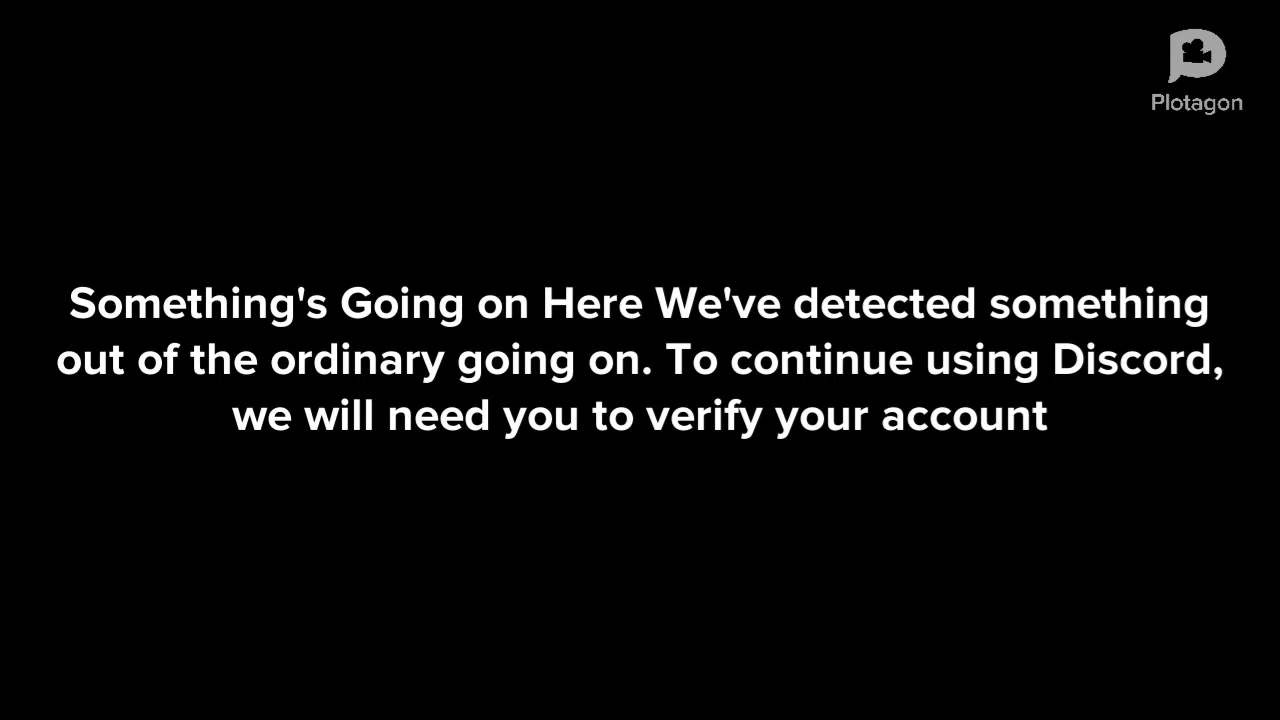 Plotagon
Something's Going on Here We've detected something
out of the ordinary going on. To continue using Discord,
we will need you to verify your account